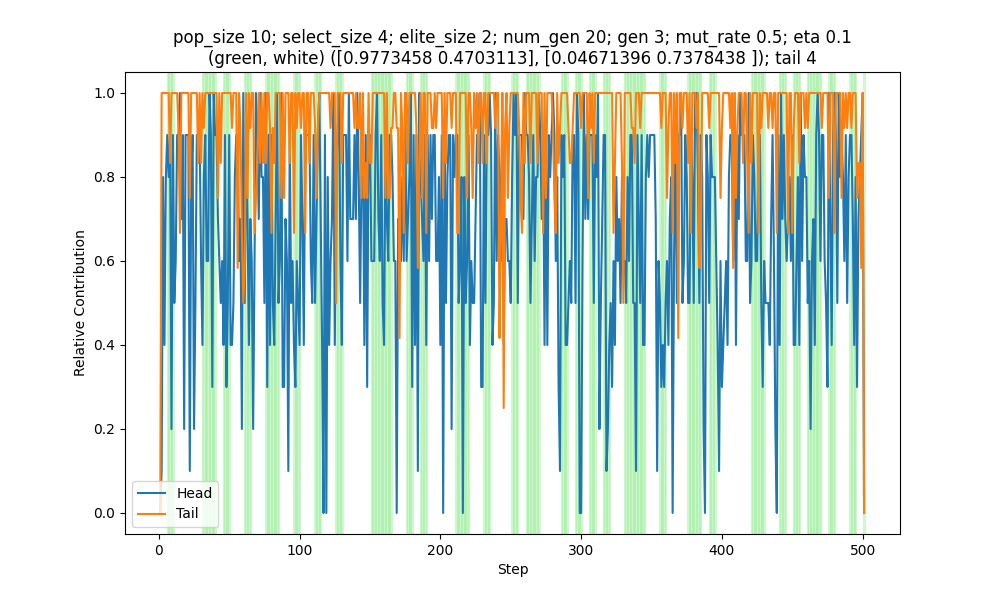 pop_size 10; select_size 4; elite_size 2; num_gen 20; gen 3; mut_rate 0.5; eta 0.1
(green, white) ([0.9773458 0.4703113], [0.04671396 0.7378438 ]); tail 4
1.0
0.8
0.6
0.4
0.2
0.0
Relative Contribution
Head
Tail
0
100
200
300
400
500
Step